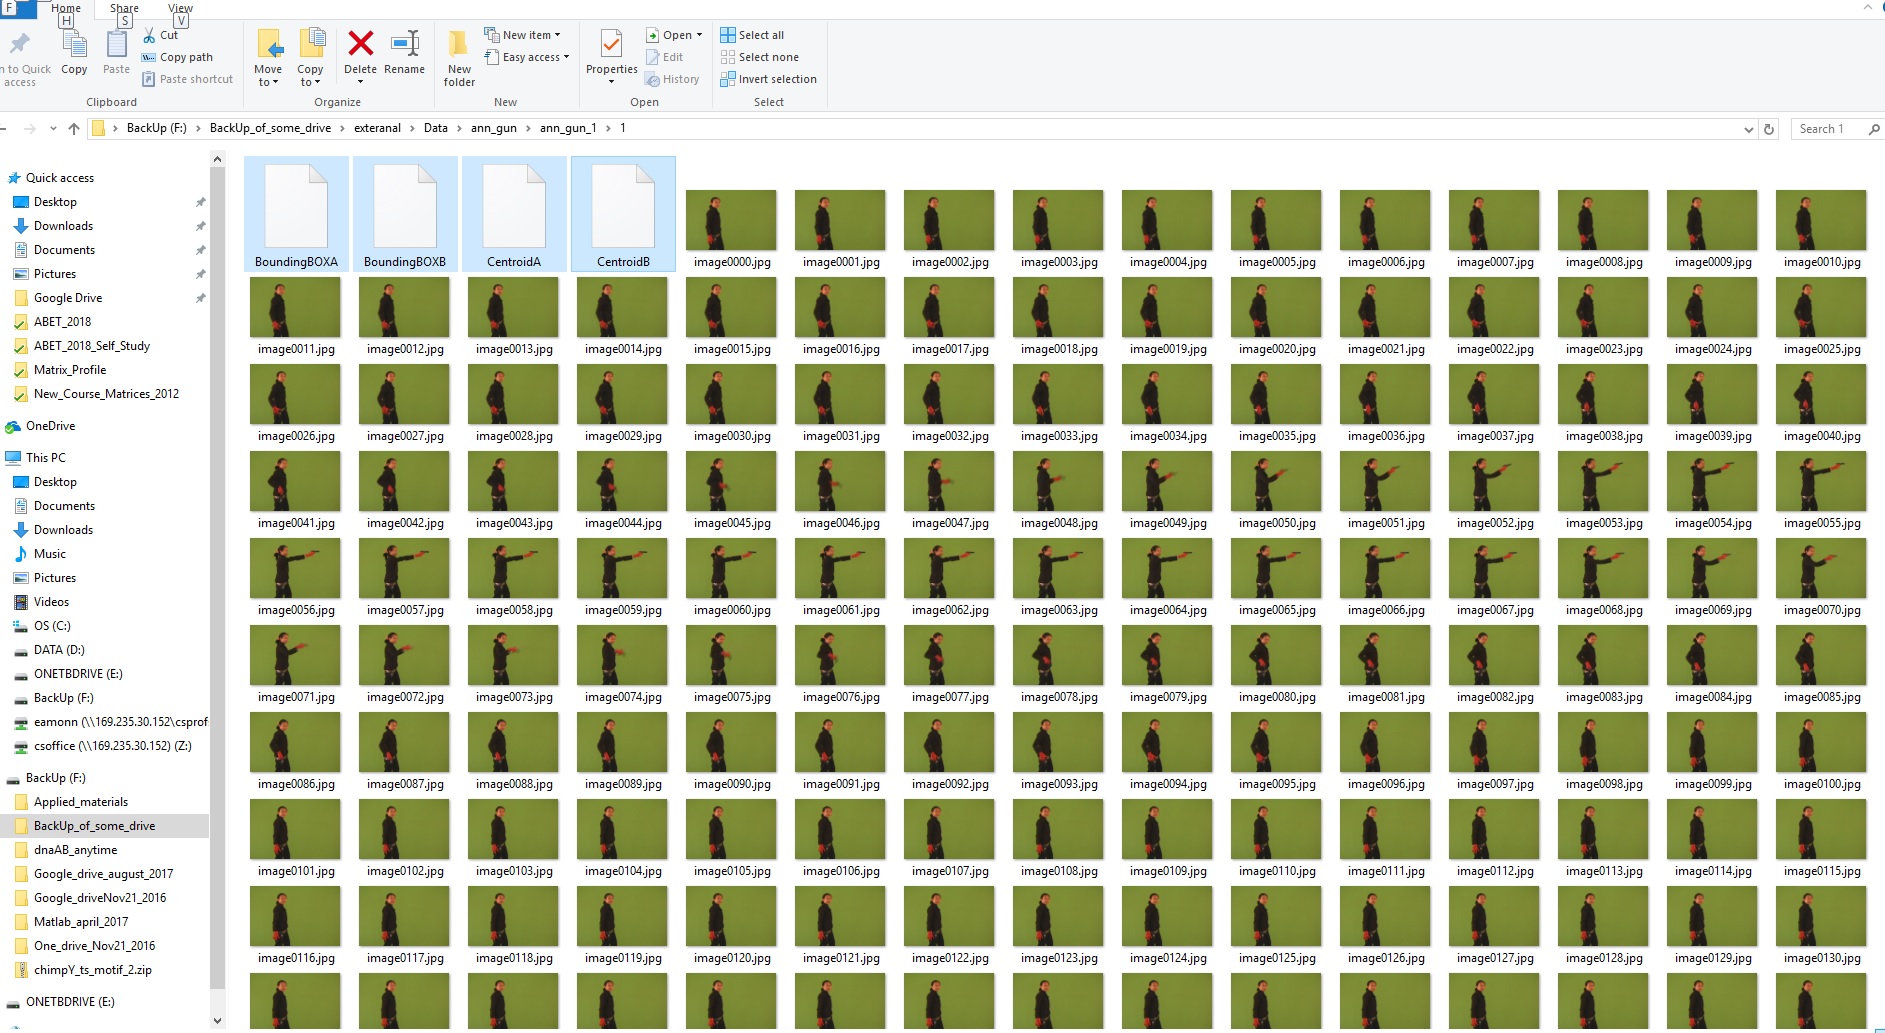 F
Home Share View
H S V
n to Quick access
Copy
Paste
Cut
Copy path
Paste shortcut
Clipboard
Move to
Copy to
Delete
Rename
Organize
New folder
New item
Easy access
New
Properties
Open
Edit
History
Open
Select all
Select none
Invert selection
Select
BackUp (F:) BackUp_of_some_drive exteranal Data ann_gun ann_gun_1 1
Search 1
Quick access
Desktop
Downloads
Documents
Pictures
Google Drive
ABET_2018
ABET_2018_Self_Study
Matrix_Profile
New_Course_Matrices_2012
OneDrive
This PC
Desktop
Documents
Downloads
Music
Pictures
Videos
OS (C:)
DATA (D:)
ONETBDRIVE (E:)
BackUp (F:)
eamonn (\\169.235.30.152\csprof
csoffice (\\169.235.30.152) (Z:)
BackUp (F:)
Applied_materials
BackUp_of_some_drive
dnaAB_anytime
Google_drive_august_2017
Google_driveNov21_2016
Matlab_april_2017
One_drive_Nov21_2016
chimpY_ts_motif_2.zip
ONETBDRIVE (E:)
BoundingBOXA BoundingBOXB CentroidA CentroidB image0000.jpg image0001.jpg image0002.jpg image0003.jpg image0004.jpg image0005.jpg image0006.jpg image0007.jpg image0008.jpg image0009.jpg image0010.jpg
image0011.jpg image0012.jpg image0013.jpg image0014.jpg image0015.jpg image0016.jpg image0017.jpg image0018.jpg image0019.jpg image0020.jpg image0021.jpg image0022.jpg image0023.jpg image0024.jpg image0025.jpg
image0026.jpg image0027.jpg image0028.jpg image0029.jpg image0030.jpg image0031.jpg image0032.jpg image0033.jpg image0034.jpg image0035.jpg image0036.jpg image0037.jpg image0038.jpg image0039.jpg image0040.jpg
image0041.jpg image0042.jpg image0043.jpg image0044.jpg image0045.jpg image0046.jpg image0047.jpg image0048.jpg image0049.jpg image0050.jpg image0051.jpg image0052.jpg image0053.jpg image0054.jpg image0055.jpg
image0056.jpg image0057.jpg image0058.jpg image0059.jpg image0060.jpg image0061.jpg image0062.jpg image0063.jpg image0064.jpg image0065.jpg image0066.jpg image0067.jpg image0068.jpg image0069.jpg image0070.jpg
image0071.jpg image0072.jpg image0073.jpg image0074.jpg image0075.jpg image0076.jpg image0077.jpg image0078.jpg image0079.jpg image0080.jpg image0081.jpg image0082.jpg image0083.jpg image0084.jpg image0085.jpg
image0086.jpg image0087.jpg image0088.jpg image0089.jpg image0090.jpg image0091.jpg image0092.jpg image0093.jpg image0094.jpg image0095.jpg image0096.jpg image0097.jpg image0098.jpg image0099.jpg image0100.jpg
image0101.jpg image0102.jpg image0103.jpg image0104.jpg image0105.jpg image0106.jpg image0107.jpg image0108.jpg image0109.jpg image0110.jpg image0111.jpg image0112.jpg image0113.jpg image0114.jpg image0115.jpg
image0116.jpg image0117.jpg image0118.jpg image0119.jpg image0120.jpg image0121.jpg image0122.jpg image0123.jpg image0124.jpg image0125.jpg image0126.jpg image0127.jpg image0128.jpg image0129.jpg image0130.jpg